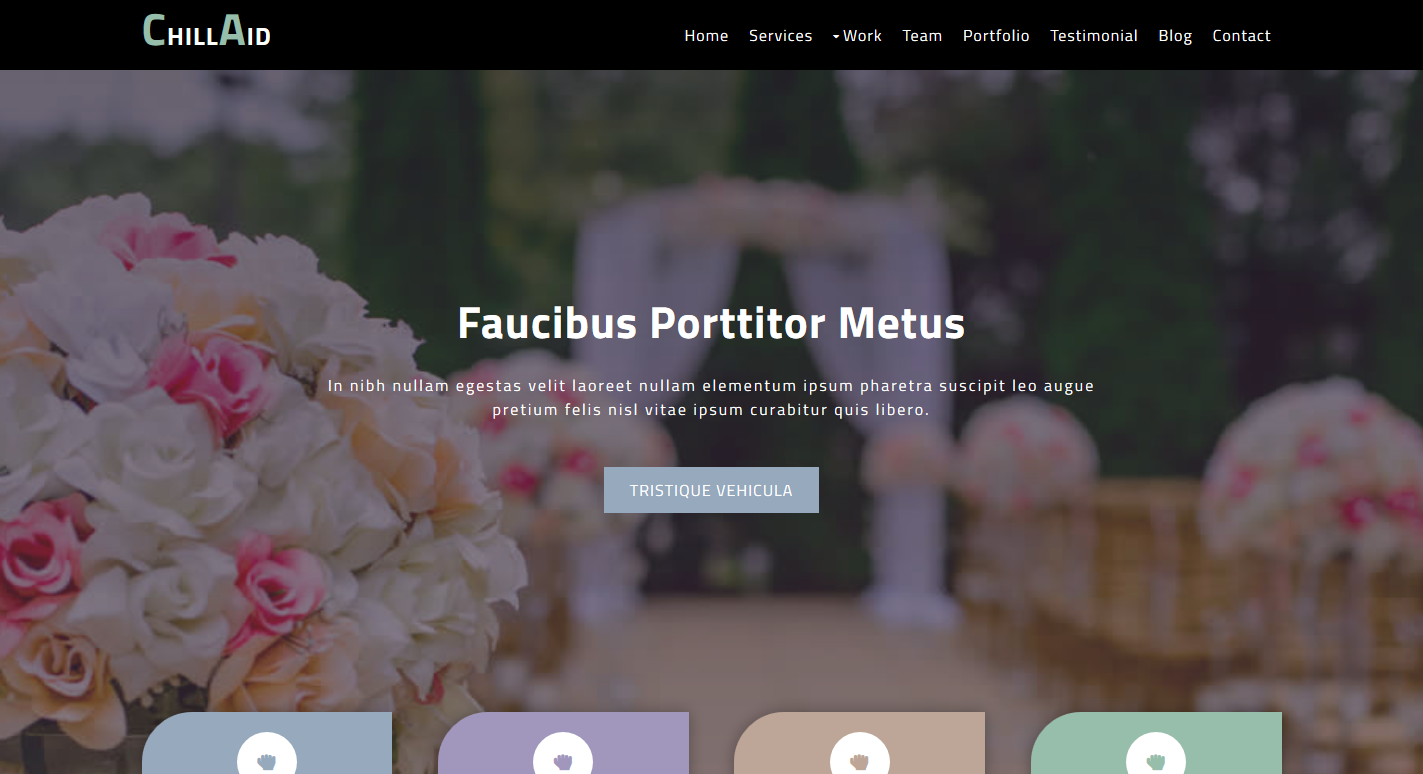 ChillAid
Home Services Work Team Portfolio Testimonial Blog Contact
Faucibus Porttitor Metus
In nibh nullam egestas velit laoreet nullam elementum ipsum pharetra suscipit leo augue
pretium felis nisl vitae ipsum curabitur quis libero.
TRISTIQUE VEHICULA